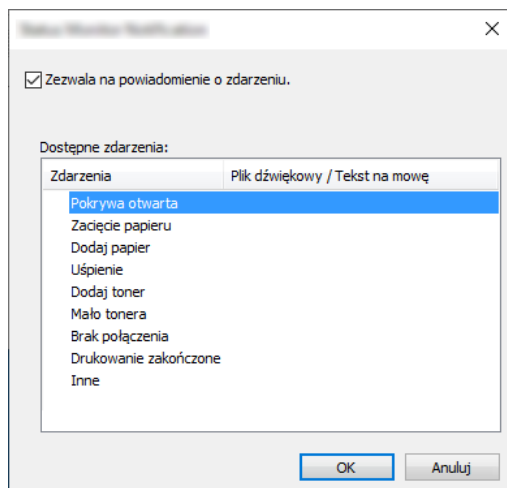 Zezwala na powiadomienie o zdarzeniu.
Dostępne zdarzenia:
Zdarzenia Plik dźwiękowy / Tekst na mowę
Pokrywa otwarta
Zacięcie papieru
Dodaj papier
Uśpienie
Dodaj toner
Mało tonera
Brak połączenia
Drukowanie zakończone
Inne
OK Anuluj